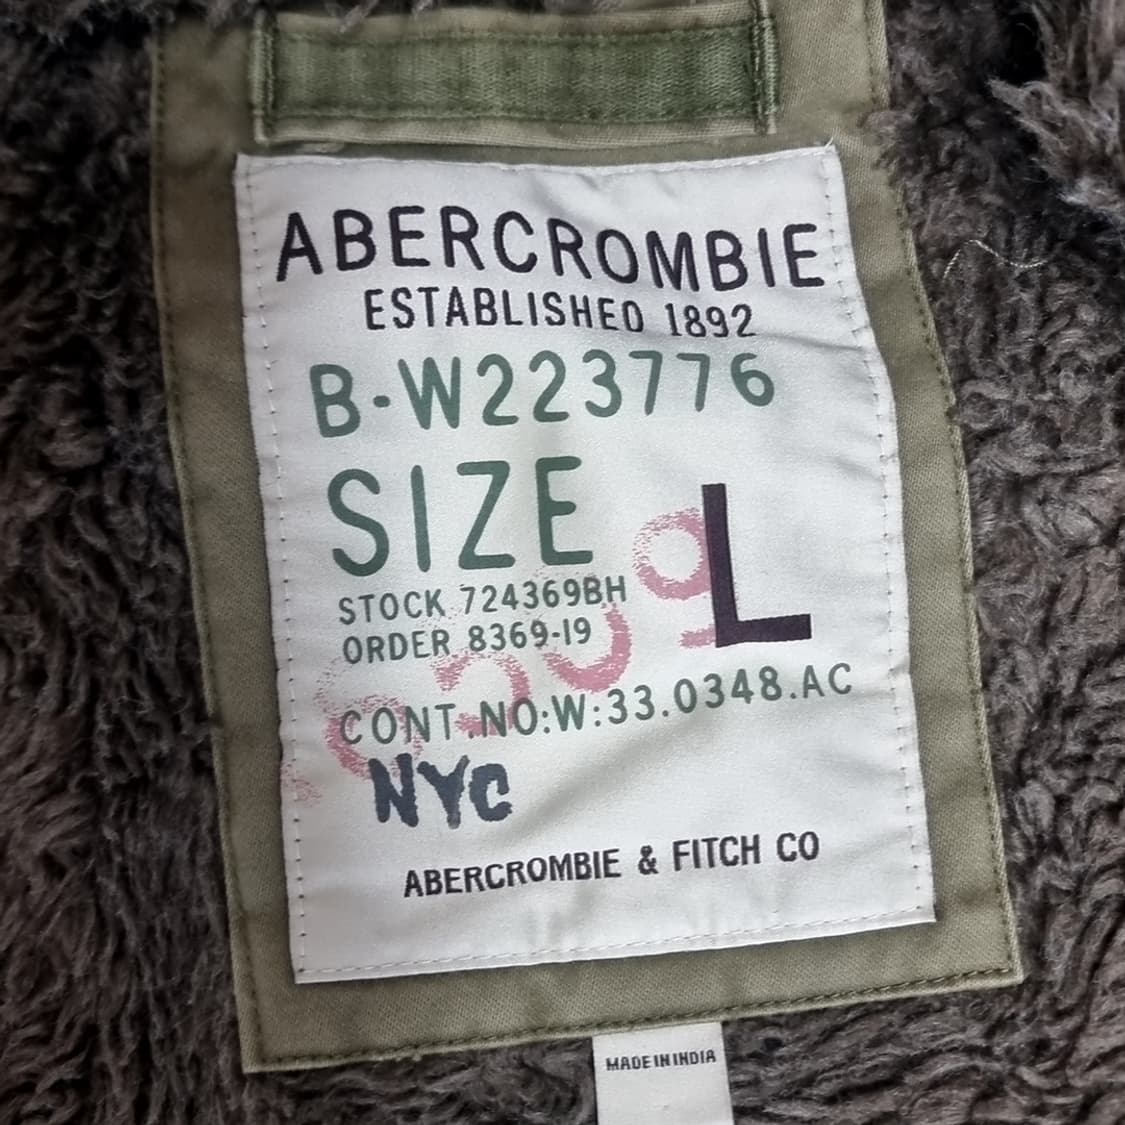 ABERCROMBIE
ESTABLISHED 1892
B·W223776
SIZE L
STOCK 724369BH
ORDER 8369-19
CONT.NO:W:33.0348.AC
NYC
ABERCROMBIE & FITCH CO
MADE IN INDIA